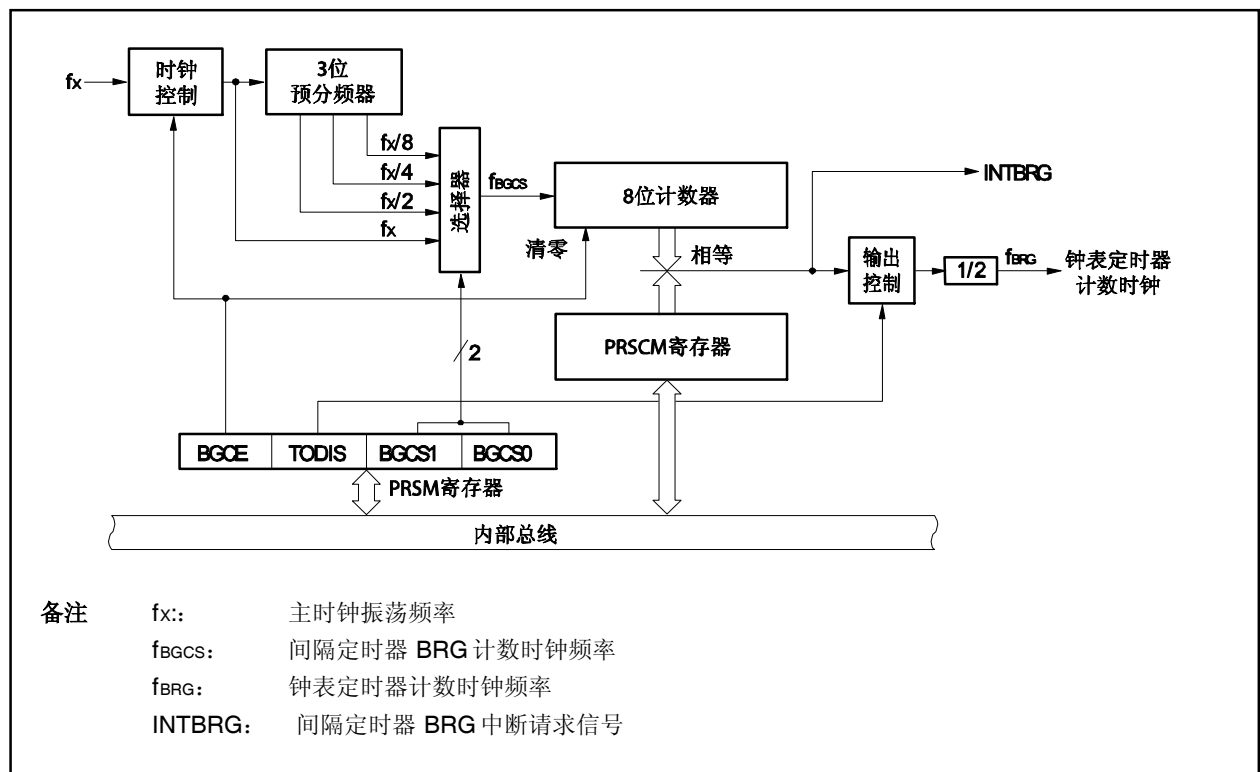 fX
时钟
控制
3位
预分频器
fX/8
fX/4
fX/2
fX
选择器
fBGCS
8位计数器
清零
相等
INTBRG
输出
控制
1/2
fBRG
钟表定时器
计数时钟
PRSCM寄存器
2
BGCE TODIS BGCS1 BGCS0
PRSM寄存器
内部总线
备注 fX:： 主时钟振荡频率
fBGCS： 间隔定时器 BRG 计数时钟频率
fBRG： 钟表定时器计数时钟频率
INTBRG： 间隔定时器 BRG 中断请求信号